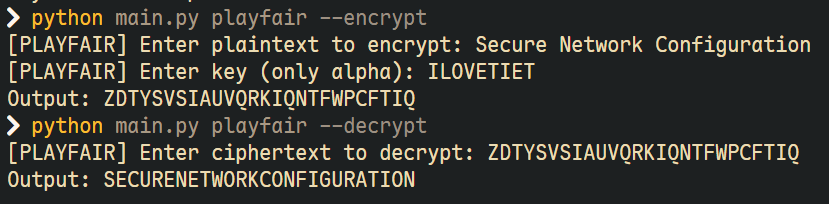 ❯ python main.py playfair --encrypt
[PLAYFAIR] Enter plaintext to encrypt: Secure Network Configuration
[PLAYFAIR] Enter key (only alpha): ILOVETIET
Output: ZDTYSVSIAUVQRKIQNTFWPCFTIQ
❯ python main.py playfair --decrypt
[PLAYFAIR] Enter ciphertext to decrypt: ZDTYSVSIAUVQRKIQNTFWPCFTIQ
Output: SECURENETWORKCONFIGURATION